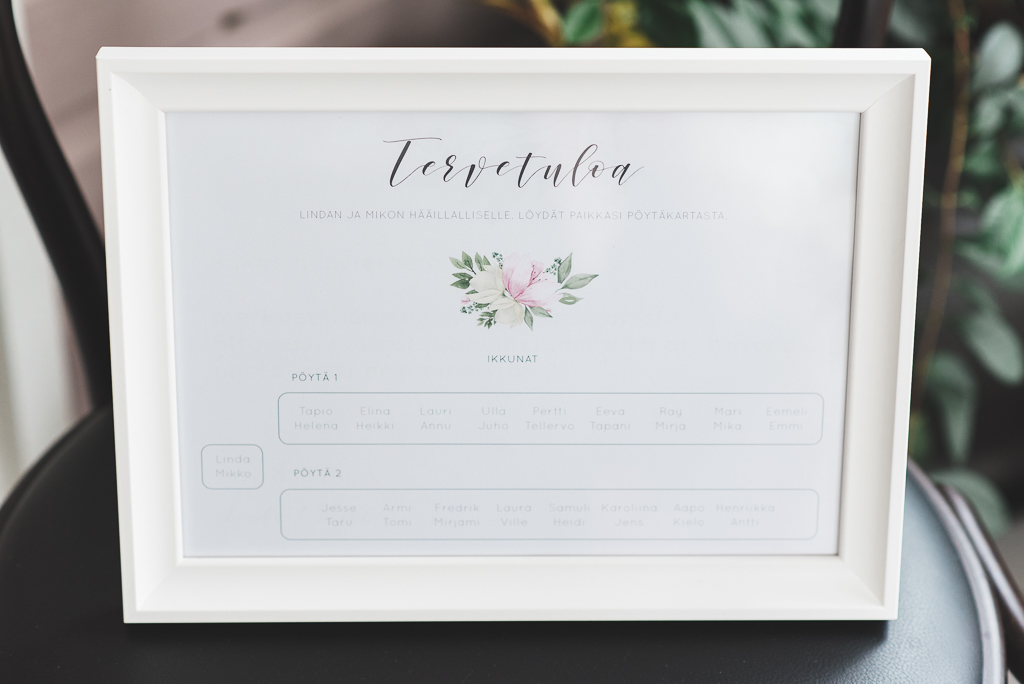 Tervetuloa
LINDAN JA MIKON HÄÄILLALLISELLE. LÖYDÄT PAIKKASI PÖYTÄKARTASTA.
IKKUNAT
PÖYTÄ 1
Tapio Elina Lauri Ulla Pertti Eeva Ray Mari Eemeli
Helena Heikki Annu Juho Tellervo Tapani Mirja Mika Emmi
Linda
Mikko
PÖYTÄ 2
Jesse Armi Fredrik Laura Samuli Karoliina Aapo Henriikka
Taru Tomi Mirjami Ville Heidi Jens Kielo Antti